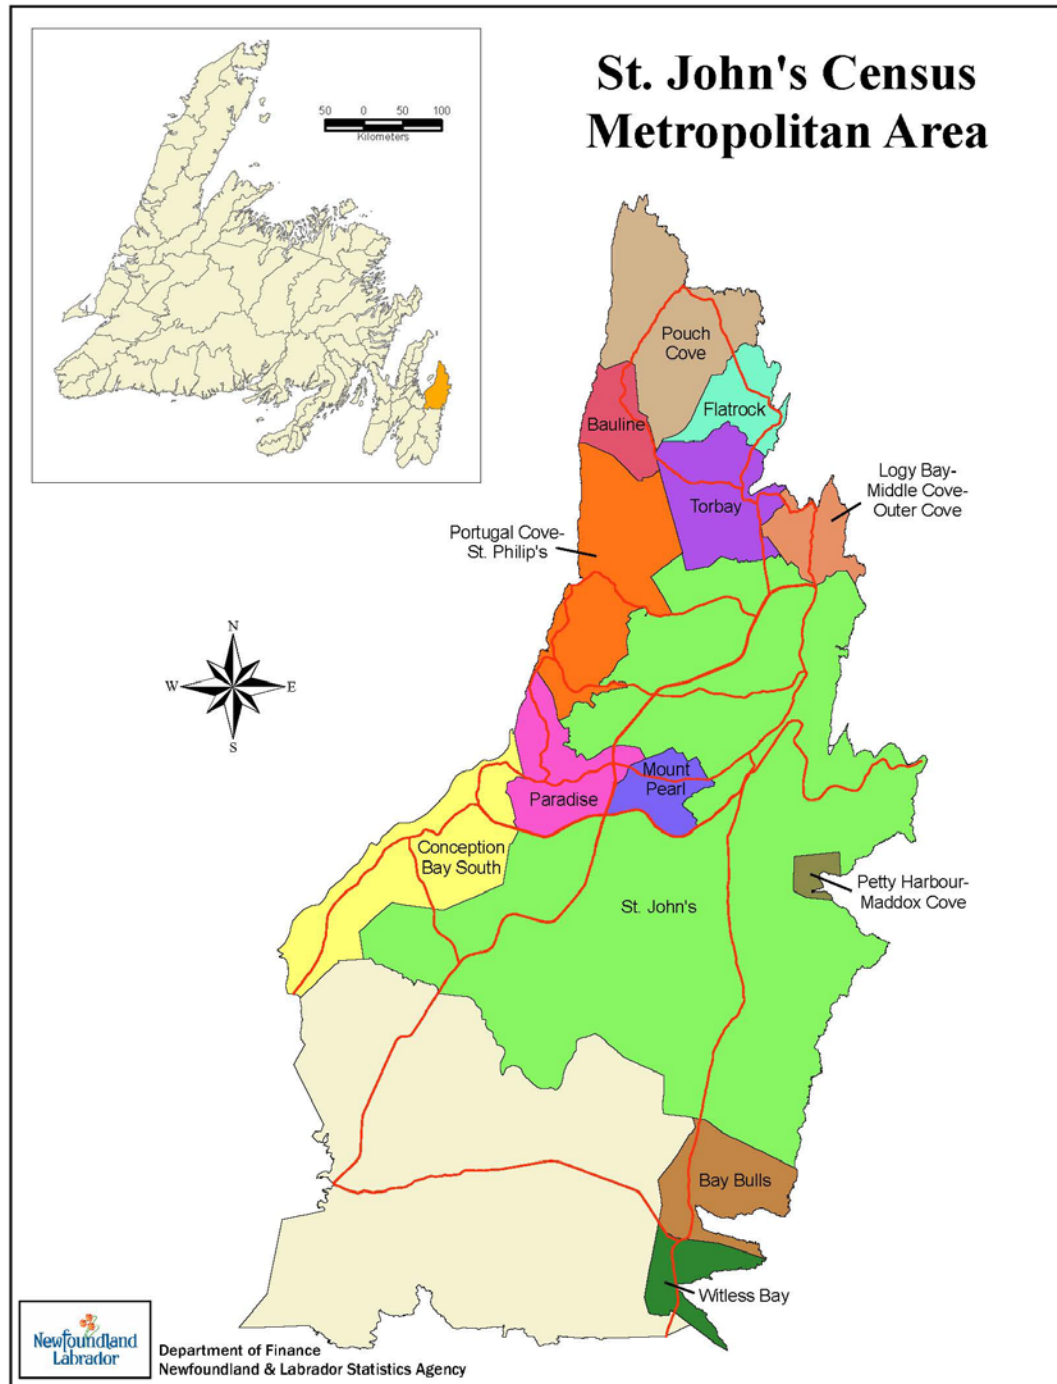 St. John's Census
Metropolitan Area
50 0 50 100
Kilometers
Pouch
Cove
Flatrock
Bauline
Logy Bay-
Middle Cove-
Outer Cove
Torbay
Portugal Cove-
St. Philip's
N
W E
S
Mount
Pearl
Paradise
Conception
Bay South
Petty Harbour-
Maddox Cove
St. John's
Bay Bulls
Witless Bay
Newfoundland
Labrador
Department of Finance
Newfoundland & Labrador Statistics Agency